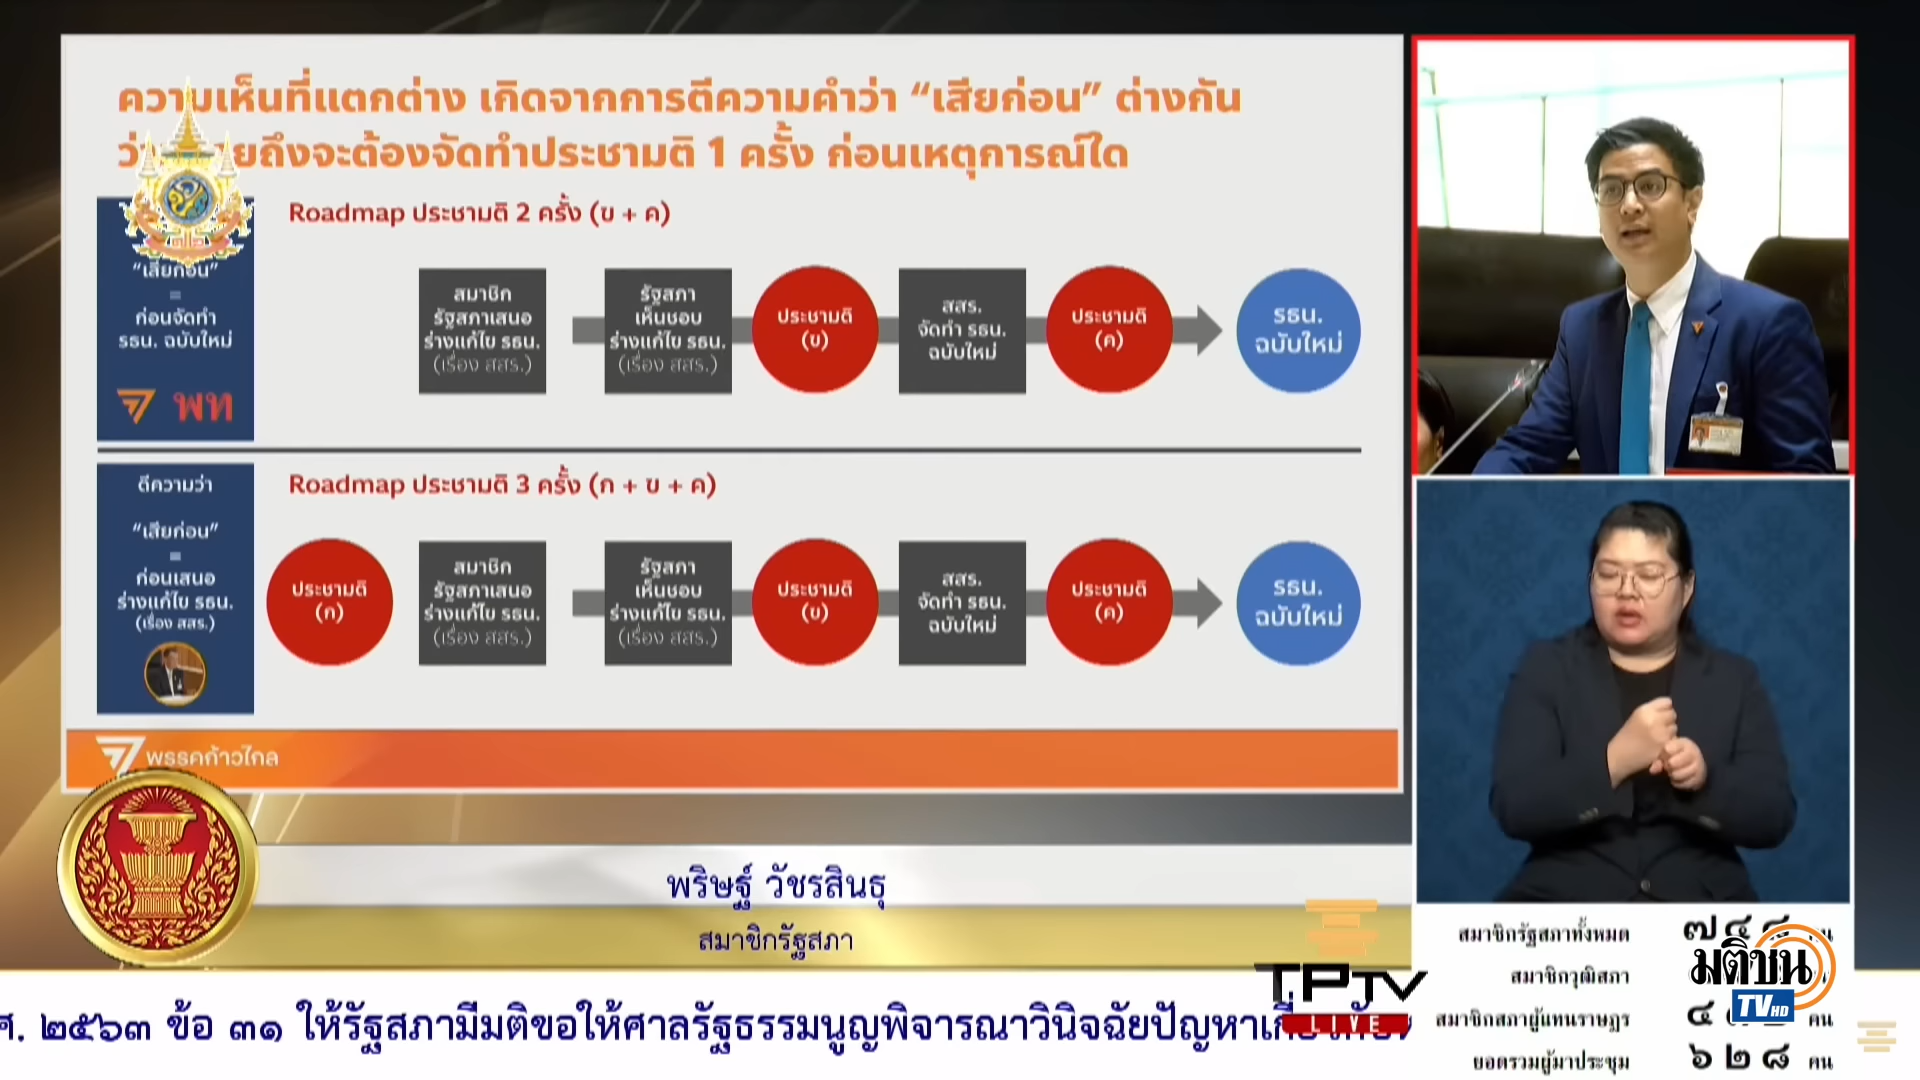 ความเห็นที่แตกต่าง เกิดจากการตีความคำว่า “เสียก่อน” ต่างกัน
ยถึงจะต้องจัดทำประชามติ 1 ครั้ง ก่อนเหตุการณ์ใด
“เสียก่อน”
=
ก่อนจัดทำ
รธน. ฉบับใหม่
พท
Roadmap ประชามติ 2 ครั้ง (ข + ค)
สมาชิก
รัฐสภาเสนอ
ร่างแก้ไข รธน.
(เรื่อง สสร.)
รัฐสภา
เห็นชอบ
ร่างแก้ไข รธน.
(เรื่อง สสร.)
ประชามติ
(ข)
สสร.
จัดทำ รธน.
ฉบับใหม่
ประชามติ
(ค)
รธน.
ฉบับใหม่
ตีความว่า
“เสียก่อน”
=
ก่อนเสนอ
ร่างแก้ไข รธน.
(เรื่อง สสร.)
Roadmap ประชามติ 3 ครั้ง (ก + ข + ค)
ประชามติ
(ก)
สมาชิก
รัฐสภาเสนอ
ร่างแก้ไข รธน.
(เรื่อง สสร.)
รัฐสภา
เห็นชอบ
ร่างแก้ไข รธน.
(เรื่อง สสร.)
ประชามติ
(ข)
สสร.
จัดทำ รธน.
ฉบับใหม่
ประชามติ
(ค)
รธน.
ฉบับใหม่
พรรคก้าวไกล
พริษฐ์ วัชรสินธุ
สมาชิกรัฐสภา
ศ. ๒๕๖๓ ข้อ ๓๑ ให้รัฐสภามีมติขอให้ศาลรัฐธรรมนูญพิจารณาวินิจฉัยปัญหา
TPTV
LIVE
สมาชิกรัฐสภาทั้งหมด
สมาชิกวุฒิสภา
สมาชิกสภาผู้แทนราษฎร คน
ยอดรวมผู้มาประชุม ๖๒๘ คน
มติชน
TV HD